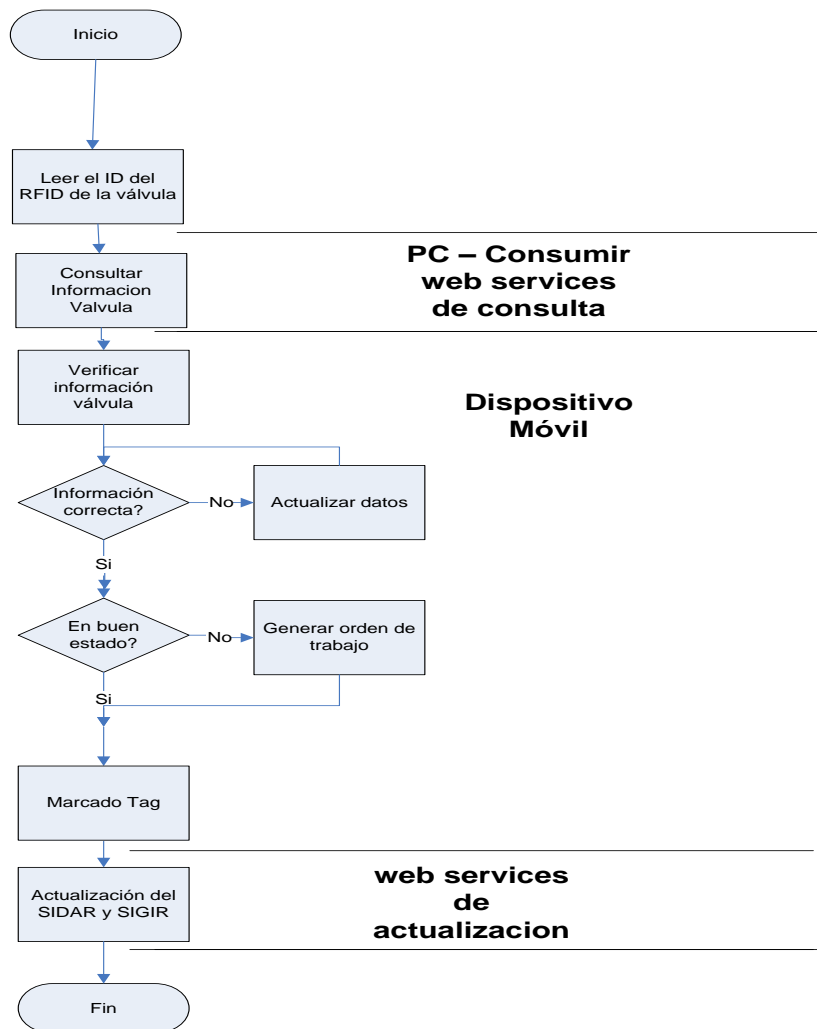 Inicio
Leer el ID del
RFID de la válvula
PC – Consumir
web services
de consulta
Consultar
Informacion
Valvula
Verificar
información
válvula
Dispositivo
Móvil
Información
correcta?
No
Actualizar datos
Si
En buen
estado?
No
Generar orden de
trabajo
Si
Marcado Tag
web services
de
actualizacion
Actualización del
SIDAR y SIGIR
Fin